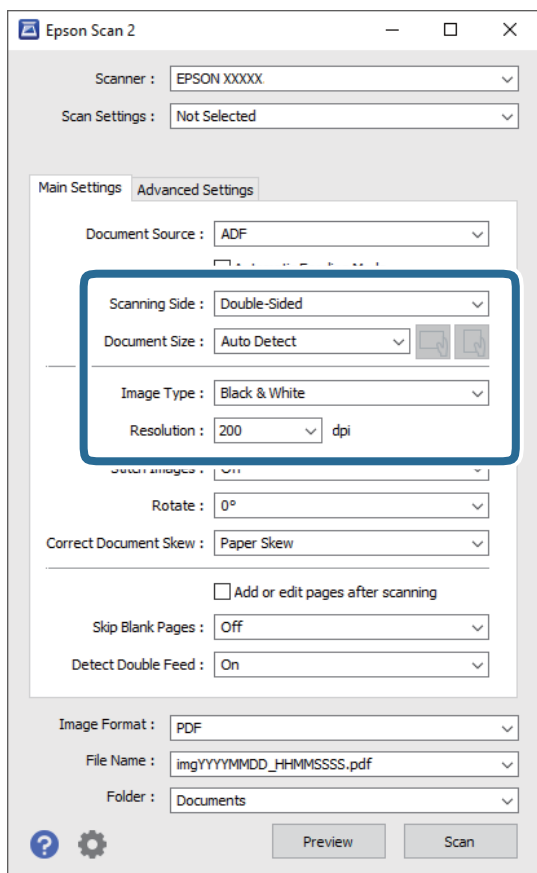 Epson Scan 2
Scanner : EPSON XXXXX
Scan Settings : Not Selected
Main Settings Advanced Settings
Document Source : ADF
Scanning Side : Double-Sided
Document Size : Auto Detect
Image Type : Black & White
Resolution : 200 dpi
Rotate : 0°
Correct Document Skew : Paper Skew
Add or edit pages after scanning
Skip Blank Pages : Off
Detect Double Feed : On
Image Format : PDF
File Name : imgYYYYMMDD_HHMMSSSS.pdf
Folder : Documents
Preview Scan